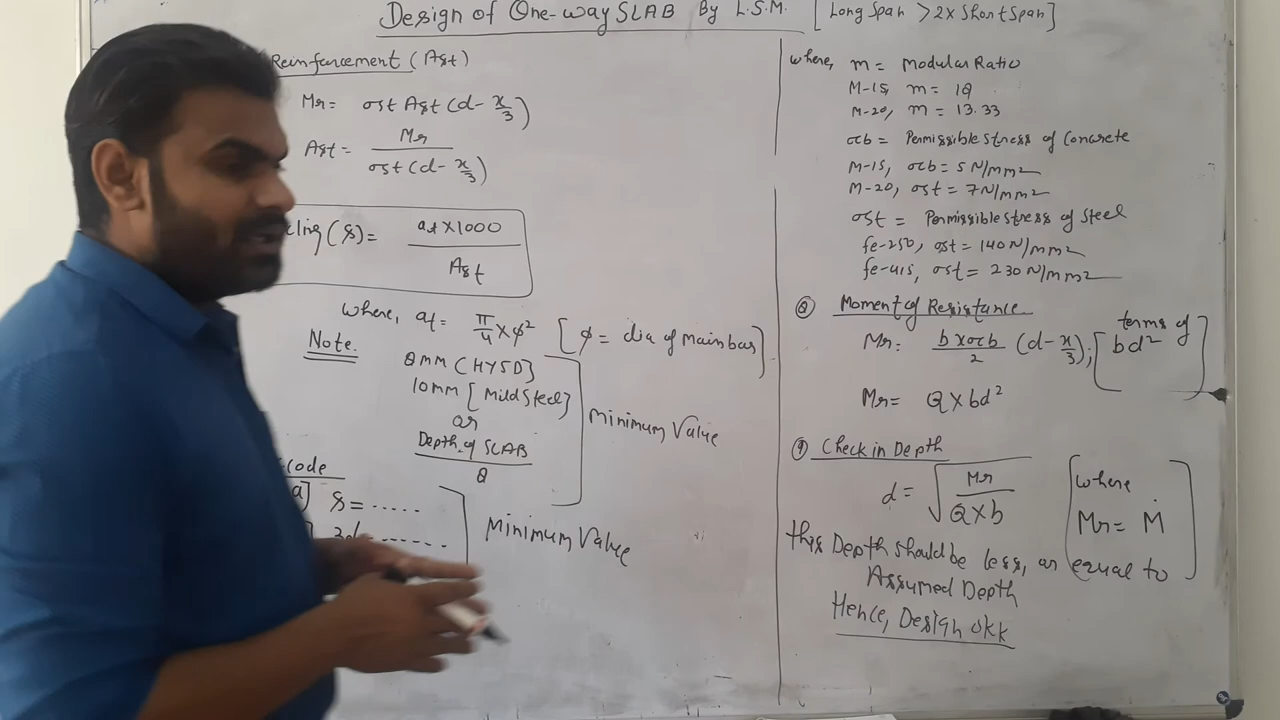 Design of One-way SLAB By L.S.M. [Long Span > 2x Short Span]
Reinforcement (Ast)
Mr = σst Ast (d - x/3)
Ast = Mr / σst (d - x/3)
cling (S) = af X 1000 / Ast
where, af = π/4 x φ² [φ = dia of main bar]
Note.
8MM (HYSD)
10MM [Mild Steel]
or
Depth of SLAB / 8
Minimum Value
code
a] S = .....
3d ------
Minimum Value
where, m = Modular Ratio
M-15, m = 19
M-20, m = 13.33
σcb = Permissible Stress of Concrete
M-15, σcb = 5 N/mm²
M-20, σst = 7 N/mm²
σst = Permissible Stress of Steel
fe-250, σst = 140 N/mm²
fe-415, σst = 230 N/mm²
Moment of Resistance
Mr = b x σcb / 2 (d - x/3); [terms of bd²]
Mr = Q X bd²
Check in Depth
d = √ Mr / Q X b
[where
Mr = M]
this Depth should be less, or equal to
Assumed Depth
Hence, Design okk